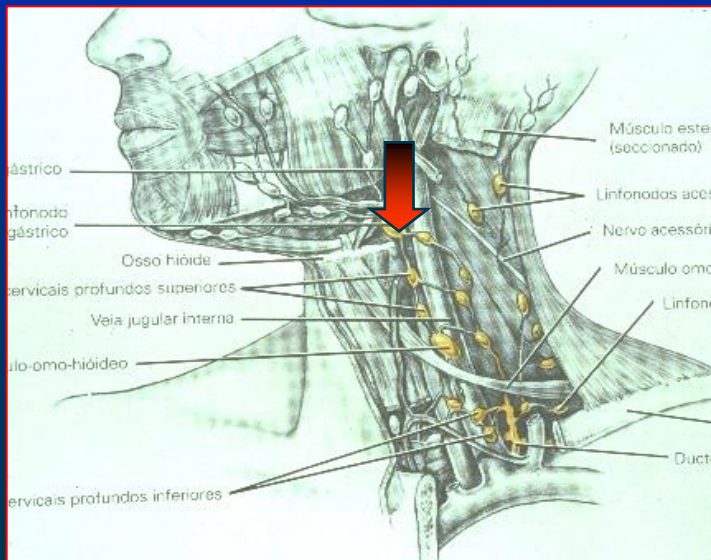 gástrico
nfonodo
gástrico
Osso hióide
cervicais profundos superiores
Veia jugular interna
ulo-omo-hióideo
ervicais profundos inferiores
Músculo este
(seccionado)
Linfonodos aces
Nervo acessóri
Músculo omo
Linfono
Ducto